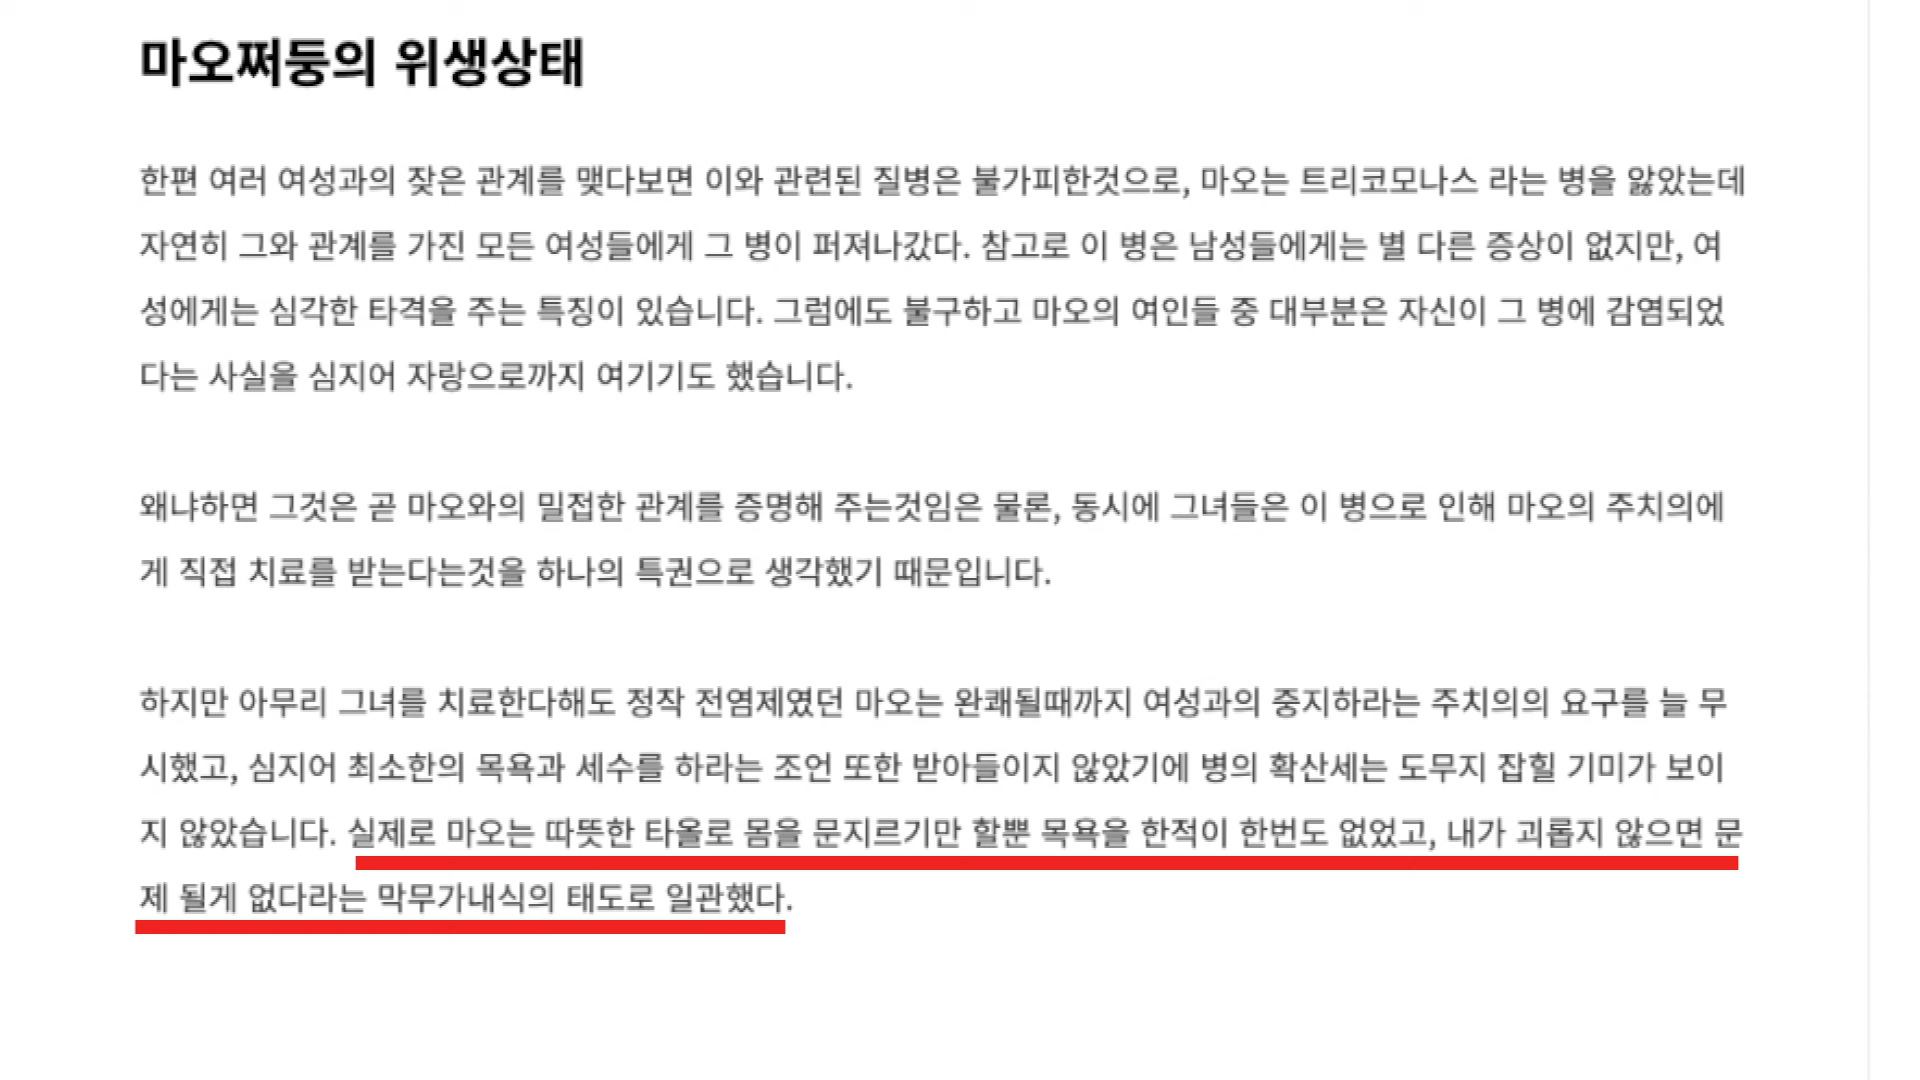 마오쩌둥의 위생상태
한편 여러 여성과의 잦은 관계를 맺다보면 이와 관련된 질병은 불가피한것으로, 마오는 트리코모나스 라는 병을 앓았는데
자연히 그와 관계를 가진 모든 여성들에게 그 병이 퍼져나갔다. 참고로 이 병은 남성들에게는 별 다른 증상이 없지만, 여
성에게는 심각한 타격을 주는 특징이 있습니다. 그럼에도 불구하고 마오의 여인들 중 대부분은 자신이 그 병에 감염되었
다는 사실을 심지어 자랑으로까지 여기기도 했습니다.
왜냐하면 그것은 곧 마오와의 밀접한 관계를 증명해 주는것임은 물론, 동시에 그녀들은 이 병으로 인해 마오의 주치의에
게 직접 치료를 받는다는것을 하나의 특권으로 생각했기 때문입니다.
하지만 아무리 그녀를 치료한다해도 정작 전염제였던 마오는 완쾌될때까지 여성과의 중지하라는 주치의의 요구를 늘 무
시했고, 심지어 최소한의 목욕과 세수를 하라는 조언 또한 받아들이지 않았기에 병의 확산세는 도무지 잡힐 기미가 보이
지 않았습니다. 실제로 마오는 따뜻한 타올로 몸을 문지르기만 할뿐 목욕을 한적이 한번도 없었고, 내가 괴롭지 않으면 문
제 될게 없다라는 막무가내식의 태도로 일관했다.